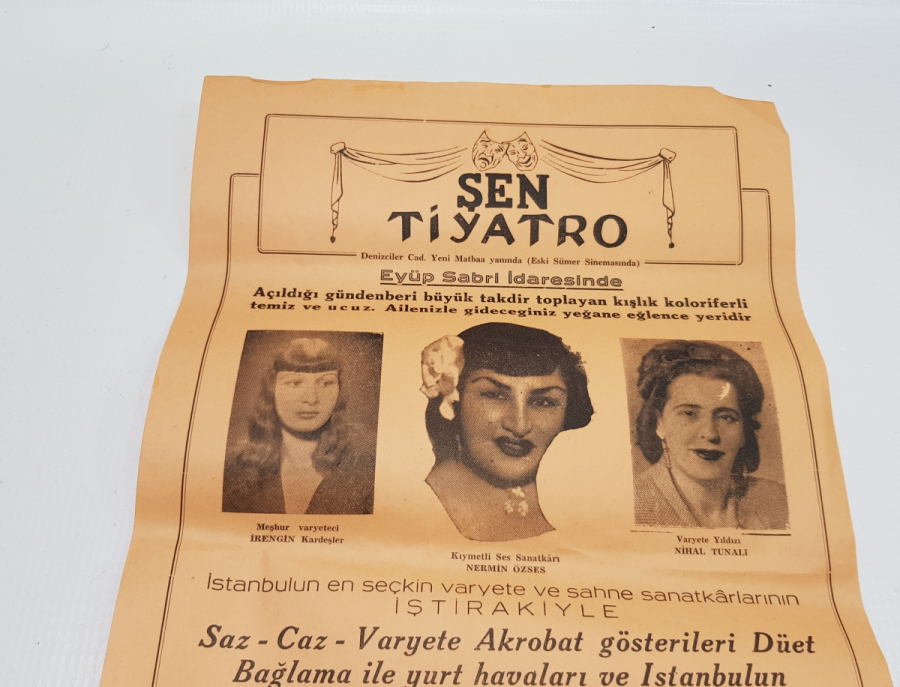 ŞEN
TİYATRO
Denizciler Cad. Yeni Matbaa yanında (Eski Sümer Sinemasında)
Eyüp Sabri İdaresinde
Açıldığı gündenberi büyük takdir toplayan kışlık koloriferli
temiz ve ucuz. Ailenizle gideceginiz yeğane eğlence yeridir
Meşhur varyeteci
İRENGİN Kardeşler
Kıymetli Ses Sanatkârı
NERMİN ÖZSES
Varyete Yıldızı
NİHAL TUNALI
İstanbulun en seçkin varyete ve sahne sanatkârlarının
İŞTİRAKİYLE
Saz - Caz - Varyete Akrobat gösterileri Düet
Bağlama ile yurt havaları ve Istanbulun